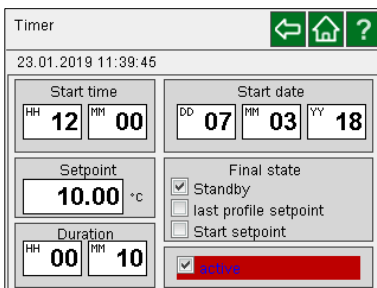 Timer
?
23.01.2019 11:39:45
Start time
HH 12 MM 00
Start date
DD 07 MM 03 YY 18
Setpoint
10.00 °C
Duration
HH 00 MM 10
Final state
Standby
last profile setpoint
Start setpoint
active